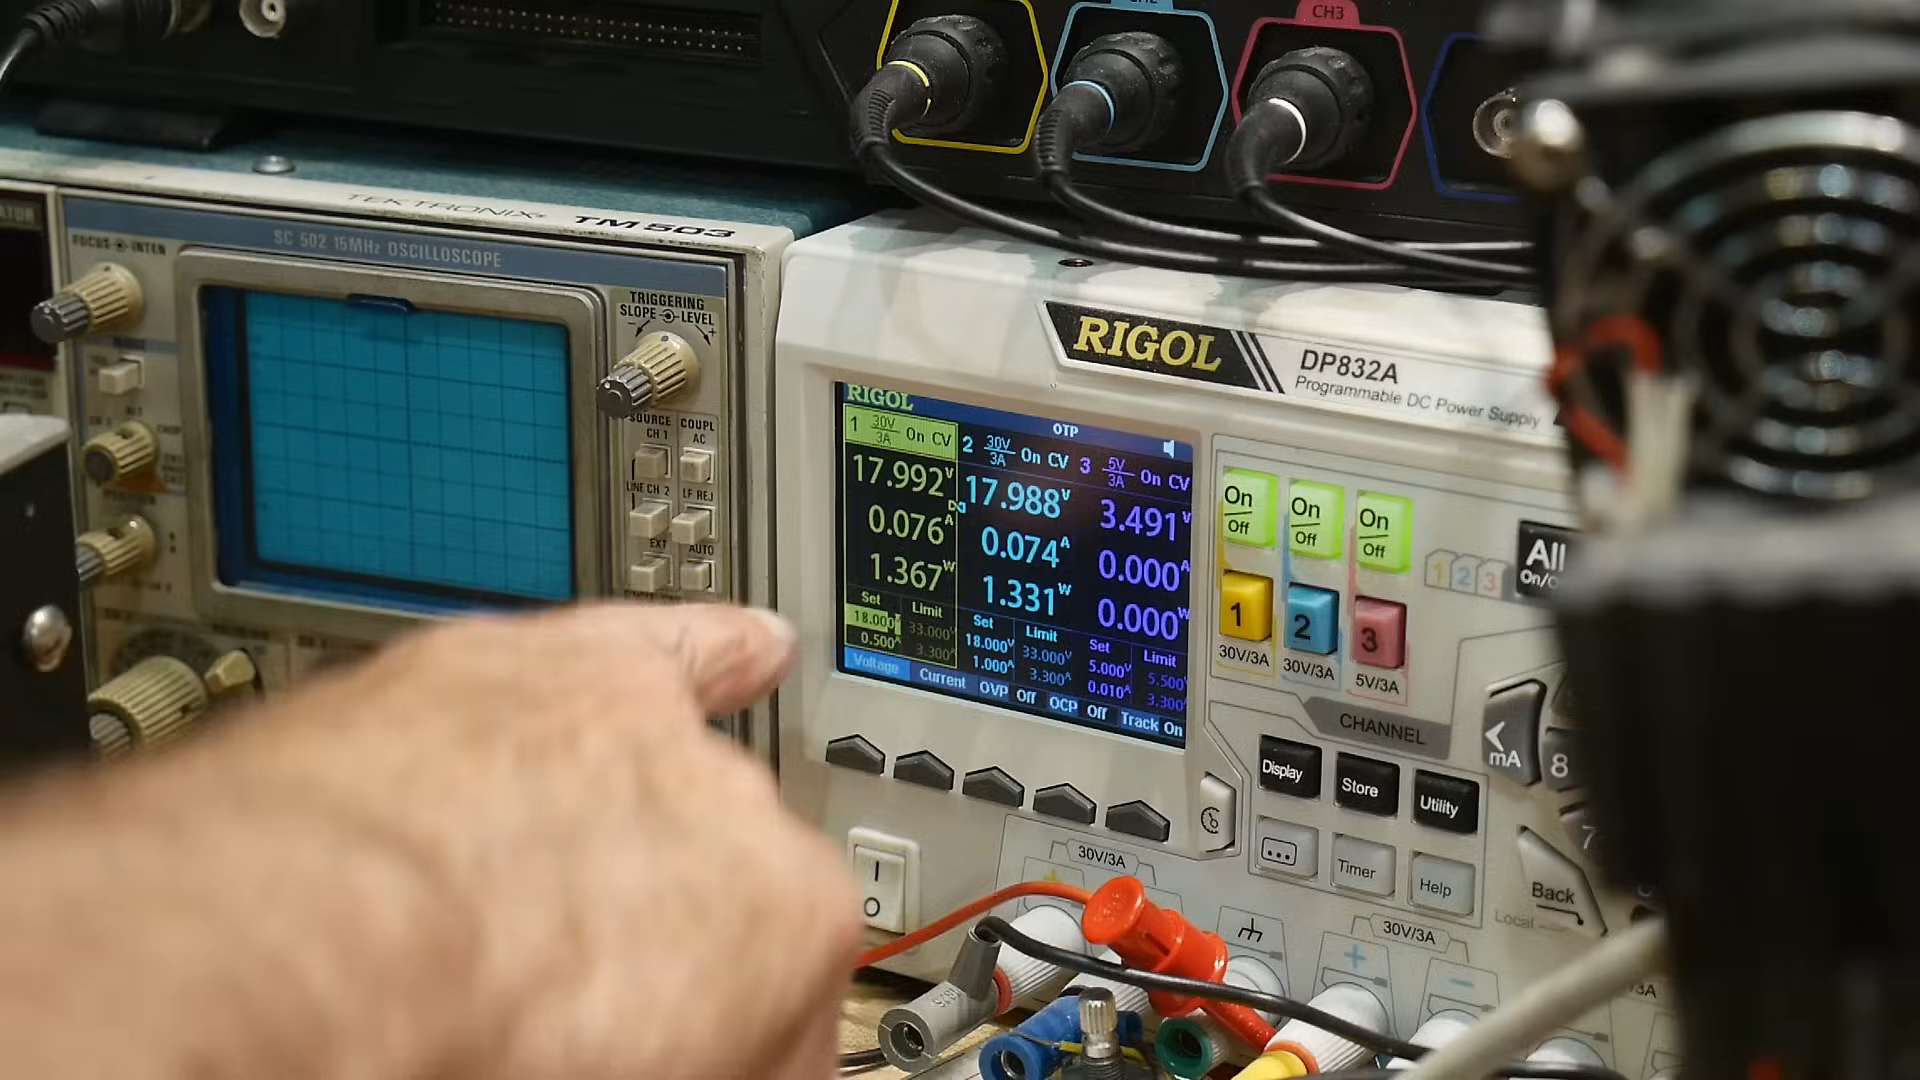 CH3
TEKTRONIX TM 503
FOCUS INTEN
SC 502 15MHz OSCILLOSCOPE
TRIGGERING
SLOPE LEVEL
- +
SOURCE COUPL
CH 1 AC
LINE CH 2 LF REJ
EXT AUTO
RIGOL
DP832A
Programmable DC Power Supply
RIGOL
OTP
1 30V/3A On CV
2 30V/3A On CV
3 5V/3A On CV
17.992V 17.988V 3.491V
0.076A 0.074A 0.000A
1.367W 1.331W 0.000W
Set Limit Set Limit Set Limit
18.000V 33.000V 18.000V 33.000V 5.000V 5.500V
0.500A 3.300A 1.000A 3.300A 0.010A 3.300A
Voltage Current OVP Off OCP Off Track On
On/Off On/Off On/Off
1 2 3
All
1 2 3
30V/3A 30V/3A 5V/3A
CHANNEL
mA
8
7
Display Store Utility
Timer Help
Back
Local
I
O
30V/3A
30V/3A
+ -